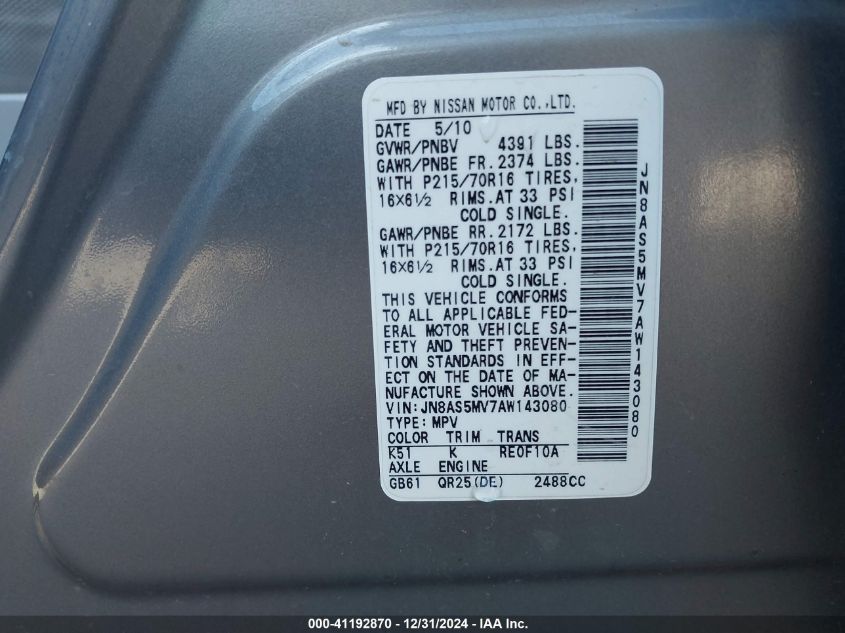 MFD BY NISSAN MOTOR CO.,LTD.
DATE 5/10
GVWR/PNBV 4391 LBS.
GAWR/PNBE FR. 2374 LBS.
WITH P215/70R16 TIRES,
16X6½ RIMS.AT 33 PSI
COLD SINGLE.
GAWR/PNBE RR. 2172 LBS.
WITH P215/70R16 TIRES,
16X6½ RIMS.AT 33 PSI
COLD SINGLE.
THIS VEHICLE CONFORMS
TO ALL APPLICABLE FED-
ERAL MOTOR VEHICLE SA-
FETY AND THEFT PREVEN-
TION STANDARDS IN EFF-
ECT ON THE DATE OF MA-
NUFACTURE SHOWN ABOVE.
VIN:JN8AS5MV7AW143080
TYPE:MPV
COLOR TRIM TRANS
K51 K RE0F10A
AXLE ENGINE
GB61 QR25(DE) 2488CC
JN8AS5MV7AW143080
000-41192870 - 12/31/2024 - IAA Inc.